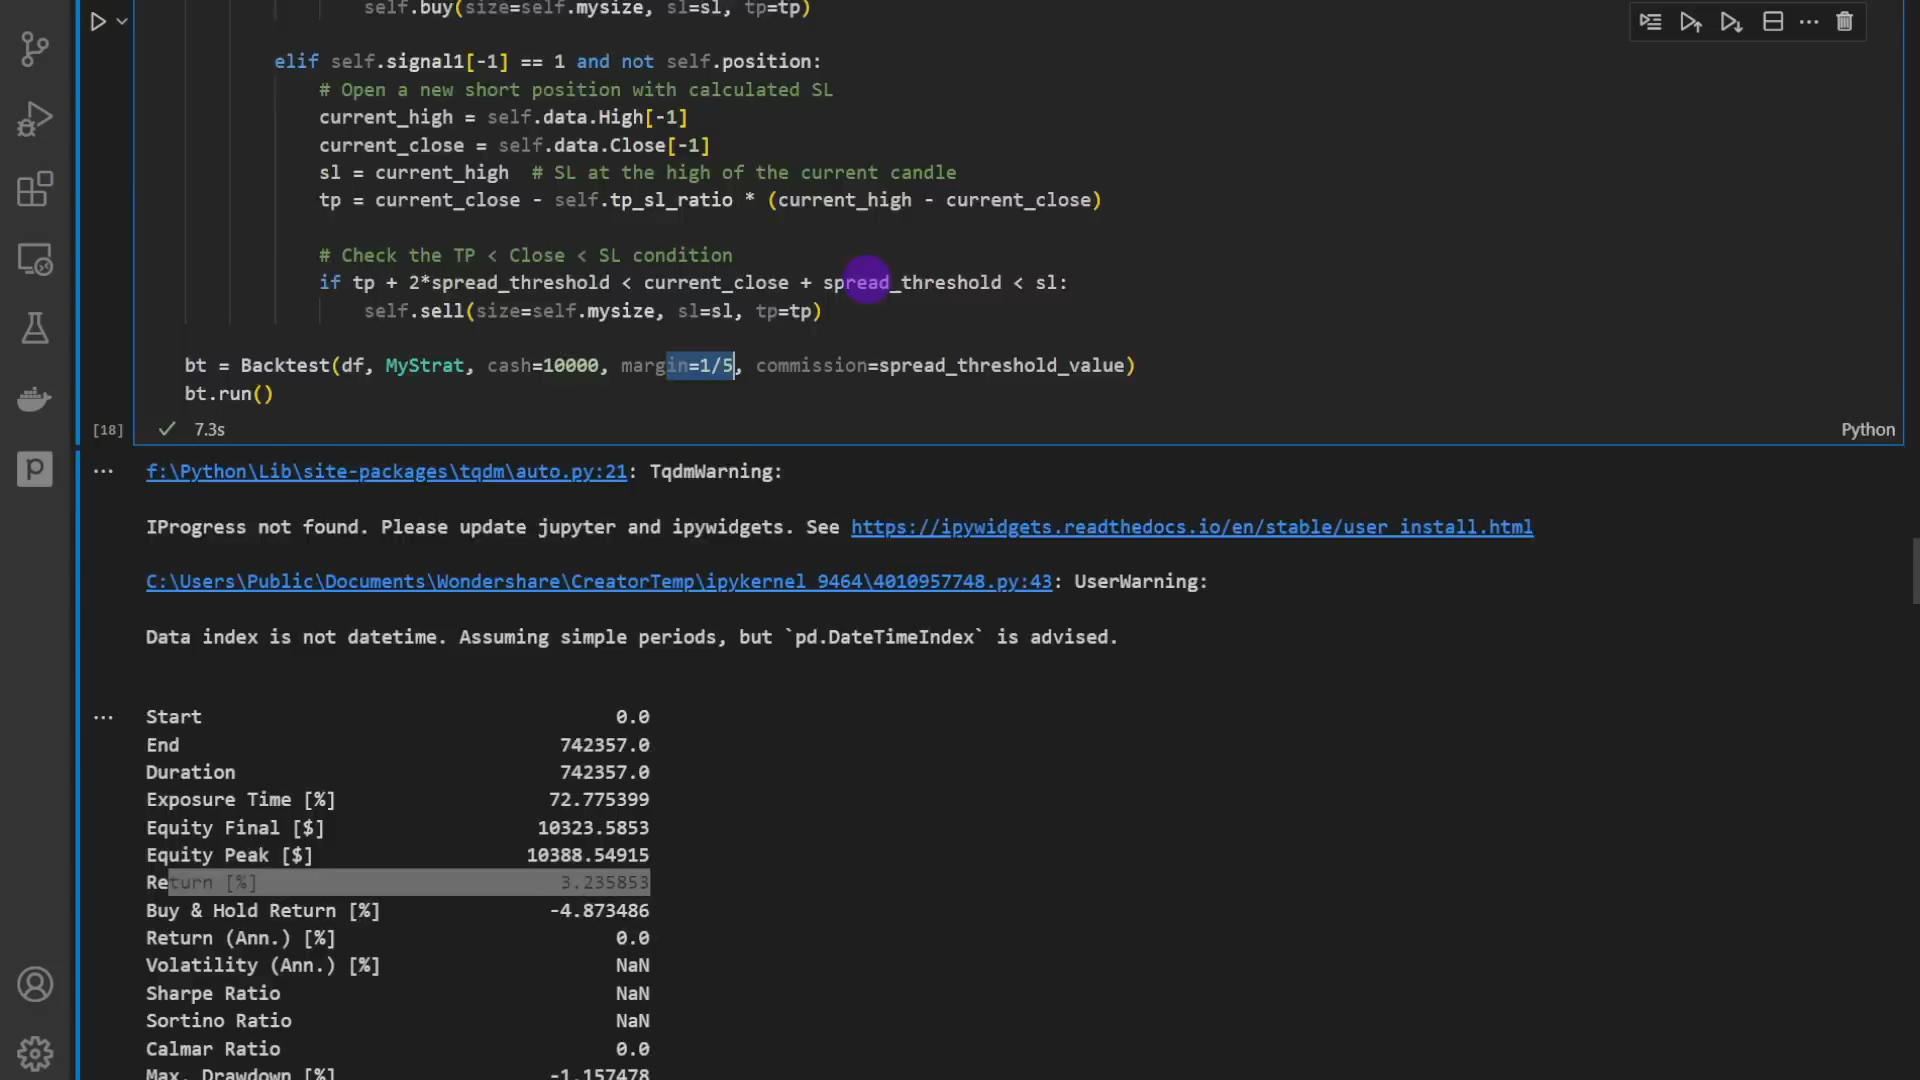 self.buy(size=self.mysize, sl=sl, tp=tp)
elif self.signal1[-1] == 1 and not self.position:
# Open a new short position with calculated SL
current_high = self.data.High[-1]
current_close = self.data.Close[-1]
sl = current_high  # SL at the high of the current candle
tp = current_close - self.tp_sl_ratio * (current_high - current_close)
# Check the TP < Close < SL condition
if tp + 2*spread_threshold < current_close + spread_threshold < sl:
self.sell(size=self.mysize, sl=sl, tp=tp)
bt = Backtest(df, MyStrat, cash=10000, margin=1/5, commission=spread_threshold_value)
bt.run()
[18] 7.3s Python
f:\Python\Lib\site-packages\tqdm\auto.py:21: TqdmWarning:
IProgress not found. Please update jupyter and ipywidgets. See https://ipywidgets.readthedocs.io/en/stable/user_install.html
C:\Users\Public\Documents\Wondershare\CreatorTemp\ipykernel_9464\4010957748.py:43: UserWarning:
Data index is not datetime. Assuming simple periods, but `pd.DateTimeIndex` is advised.
Start 0.0
End 742357.0
Duration 742357.0
Exposure Time [%] 72.775399
Equity Final [$] 10323.5853
Equity Peak [$] 10388.54915
Return [%] 3.235853
Buy & Hold Return [%] -4.873486
Return (Ann.) [%] 0.0
Volatility (Ann.) [%] NaN
Sharpe Ratio NaN
Sortino Ratio NaN
Calmar Ratio 0.0
Max. Drawdown [%] -1.157478